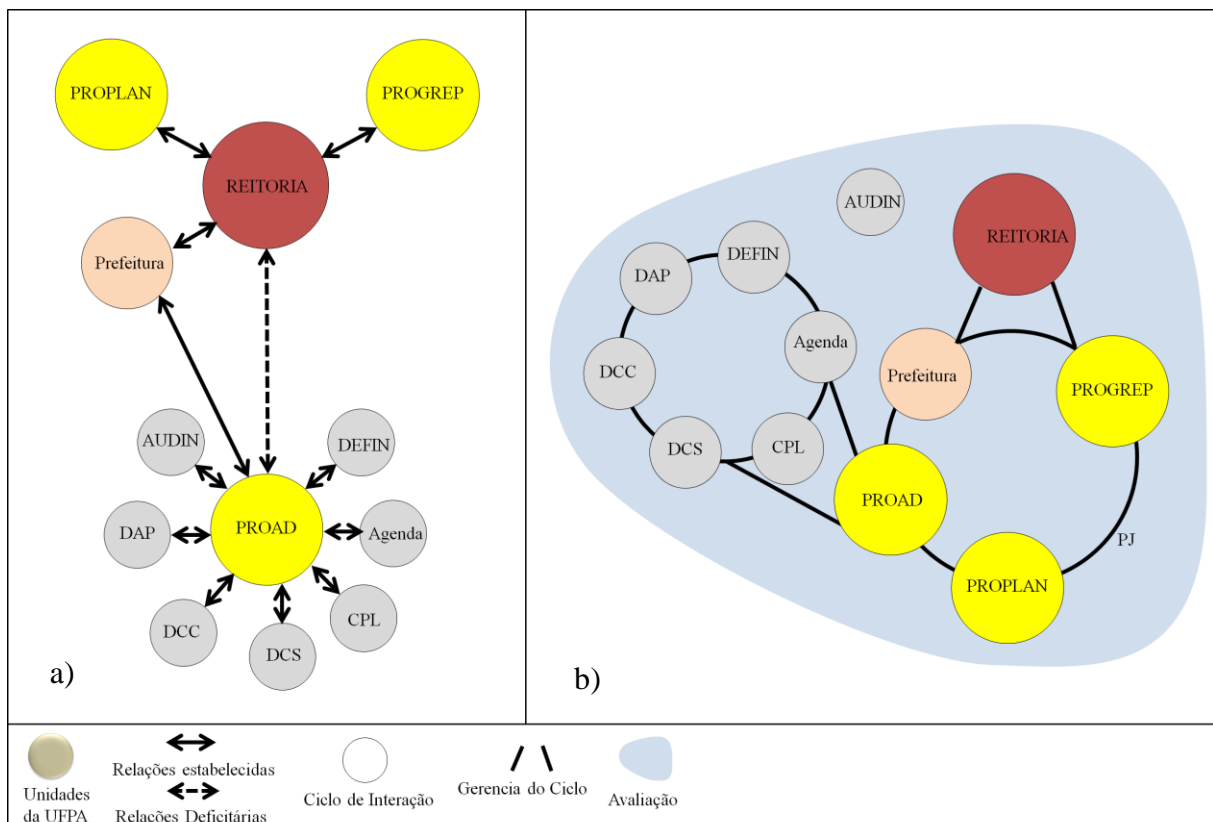 PROPLAN
PROGREP
REITORIA
Prefeitura
AUDIN
DEFIN
PROAD
DAP
Agenda
DCC
CPL
DCS
a)
AUDIN
REITORIA
DEFIN
DAP
Agenda
DCC
Prefeitura
PROGREP
DCS
CPL
PROAD
PJ
PROPLAN
b)
Relações estabelecidas
Unidades
da UFPA
Relações Deficitárias
Ciclo de Interação
Gerencia do Ciclo
Avaliação